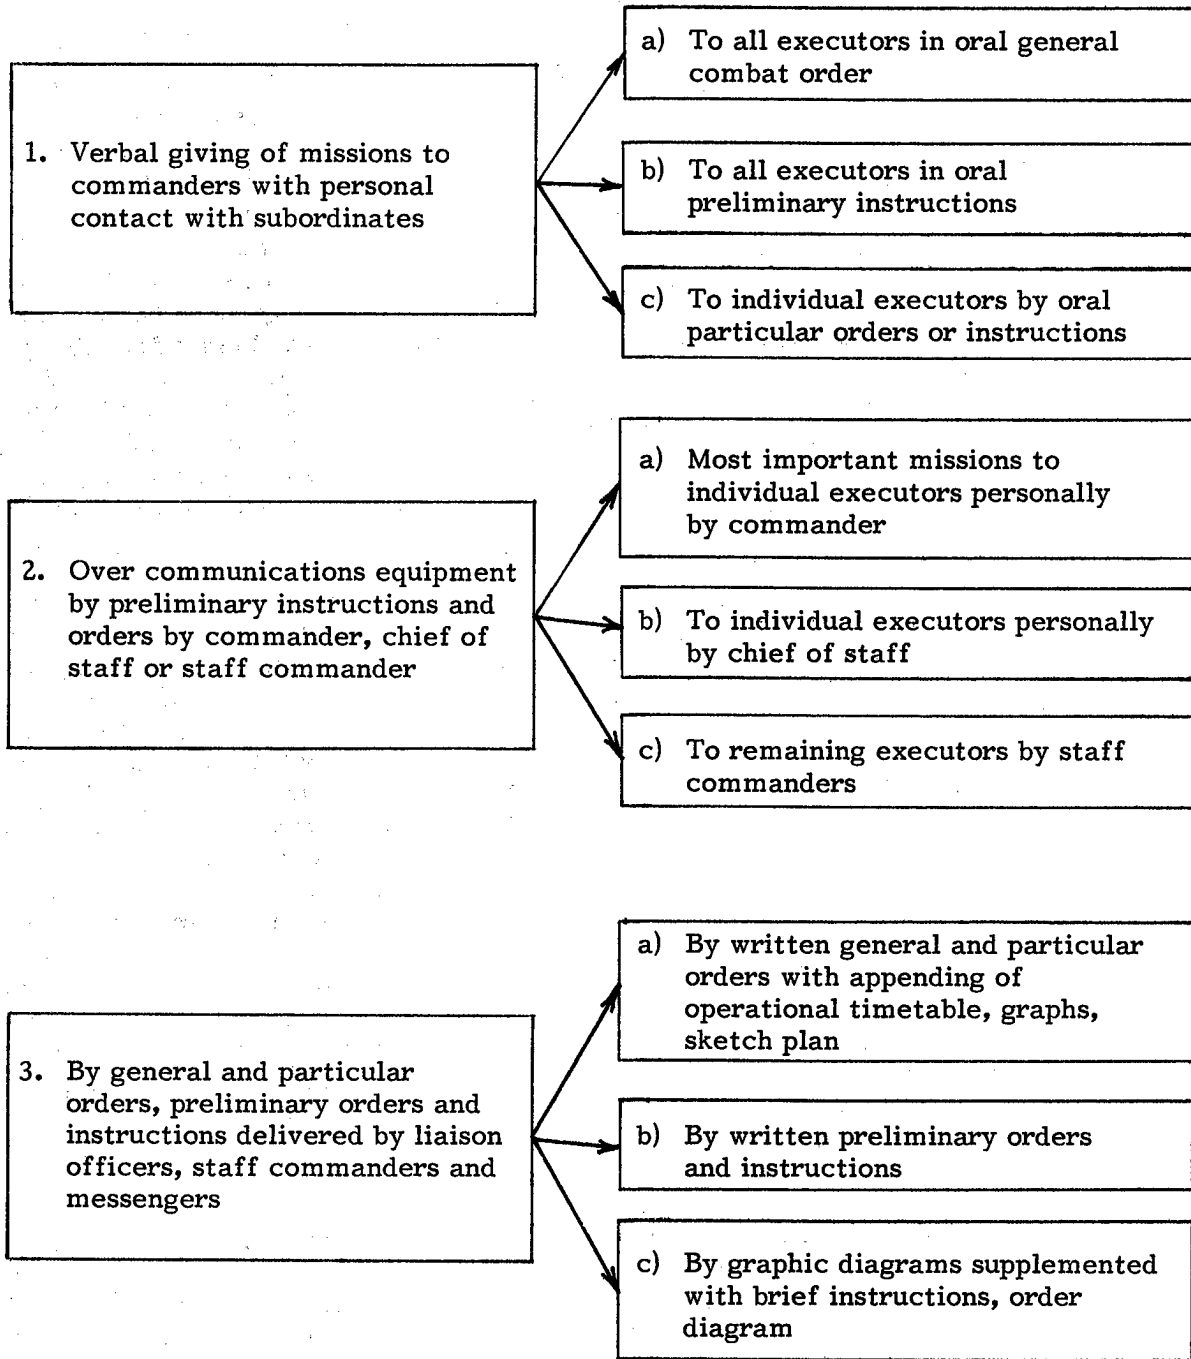 1. Verbal giving of missions to
commanders with personal
contact with subordinates
a) To all executors in oral general
combat order
b) To all executors in oral
preliminary instructions
c) To individual executors by oral
particular orders or instructions
2. Over communications equipment
by preliminary instructions and
orders by commander, chief of
staff or staff commander
a) Most important missions to
individual executors personally
by commander
b) To individual executors personally
by chief of staff
c) To remaining executors by staff
commanders
3. By general and particular
orders, preliminary orders and
instructions delivered by liaison
officers, staff commanders and
messengers
a) By written general and particular
orders with appending of
operational timetable, graphs,
sketch plan
b) By written preliminary orders
and instructions
c) By graphic diagrams supplemented
with brief instructions, order
diagram